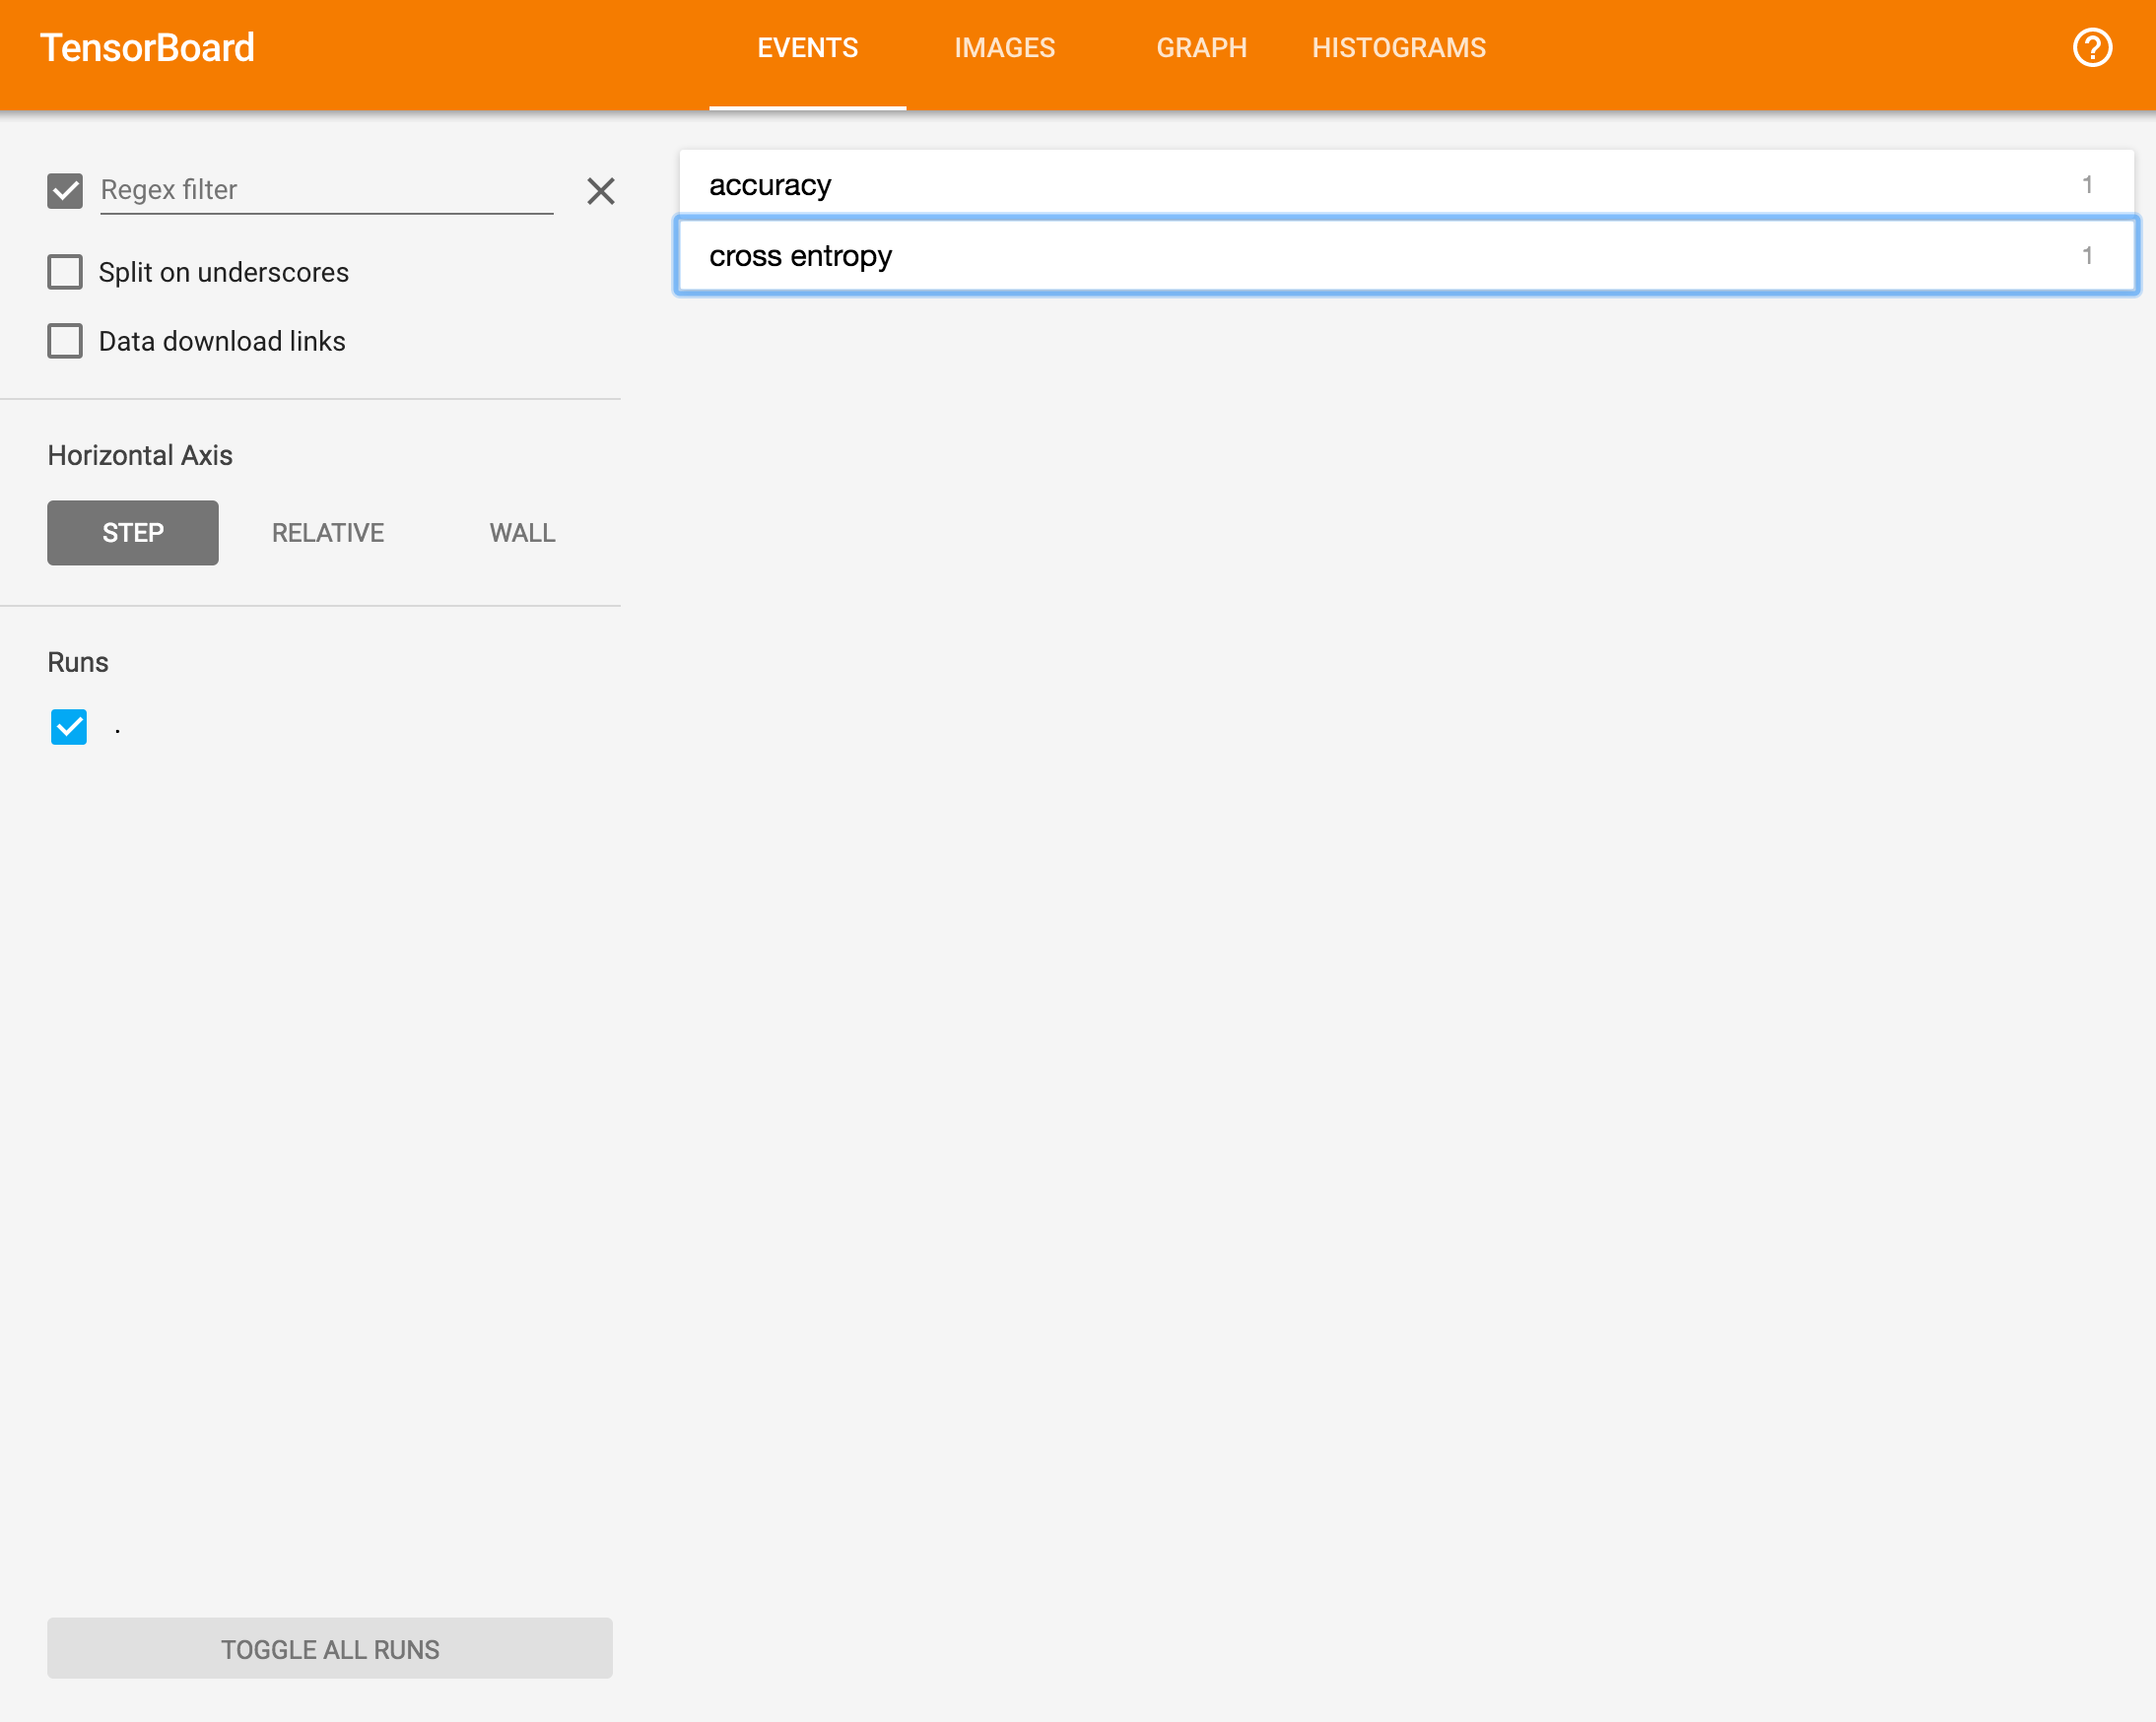 TensorBoard
EVENTS IMAGES GRAPH HISTOGRAMS
Regex filter
Split on underscores
Data download links
Horizontal Axis
STEP RELATIVE WALL
Runs
.
TOGGLE ALL RUNS
accuracy 1
cross entropy 1